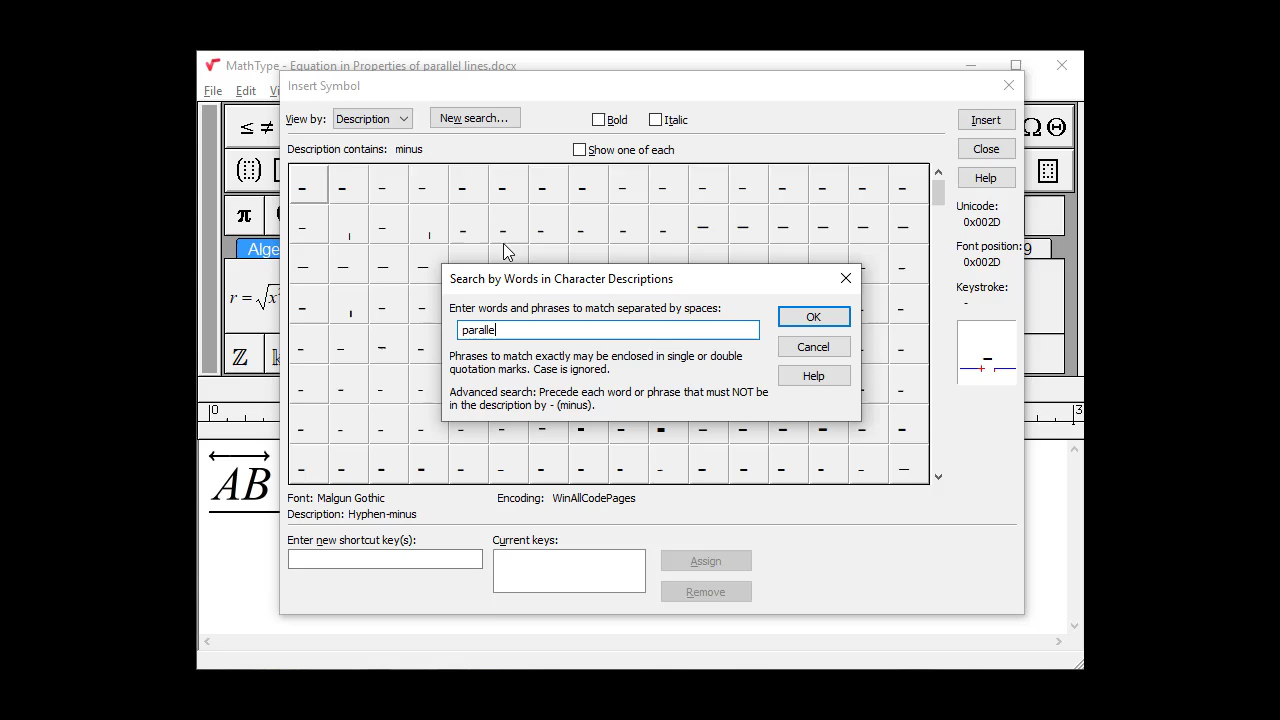 MathType - Equation in Properties of parallel lines.docx
File Edit Vi
Insert Symbol
View by: Description New search... Bold Italic Insert
Description contains: minus Show one of each Close
Help
Unicode:
0x002D
Font position:
0x002D
Keystroke:
-
≤ ≠ Ω Θ
π
Alge 9
r = √x²
ℤ
0 3
AB
Search by Words in Character Descriptions
Enter words and phrases to match separated by spaces:
paralle
OK
Cancel
Help
Phrases to match exactly may be enclosed in single or double
quotation marks. Case is ignored.
Advanced search: Precede each word or phrase that must NOT be
in the description by - (minus).
Font: Malgun Gothic Encoding: WinAllCodePages
Description: Hyphen-minus
Enter new shortcut key(s): Current keys:
Assign
Remove